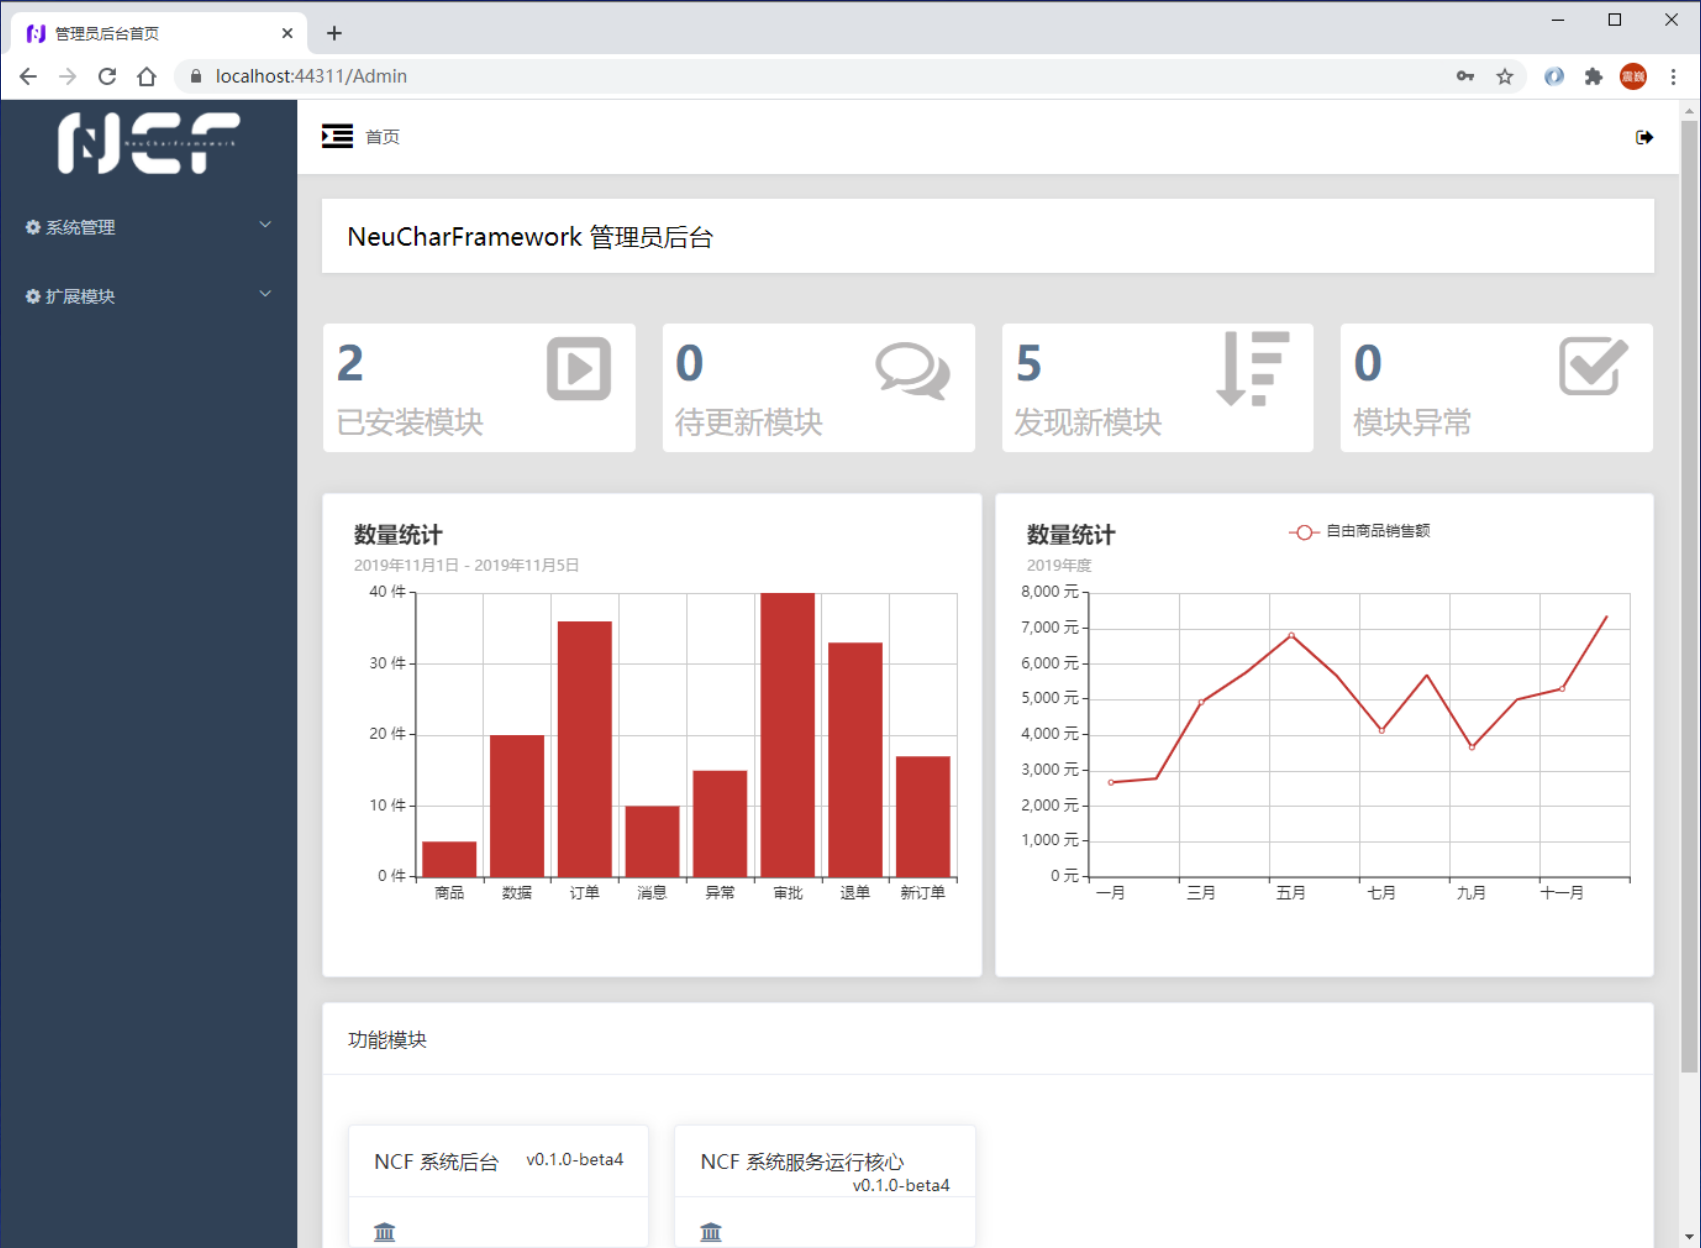 管理员后台首页
localhost:44311/Admin
震巍
NCF
NeuCharFramework
首页
系统管理
扩展模块
NeuCharFramework 管理员后台
2
已安装模块
0
待更新模块
5
发现新模块
0
模块异常
数量统计
2019年11月1日 - 2019年11月5日
40 件
30 件
20 件
10 件
0 件
商品 数据 订单 消息 异常 审批 退单 新订单
数量统计
自由商品销售额
2019年度
8,000 元
7,000 元
6,000 元
5,000 元
4,000 元
3,000 元
2,000 元
1,000 元
0 元
一月 三月 五月 七月 九月 十一月
功能模块
NCF 系统后台 v0.1.0-beta4
NCF 系统服务运行核心
v0.1.0-beta4